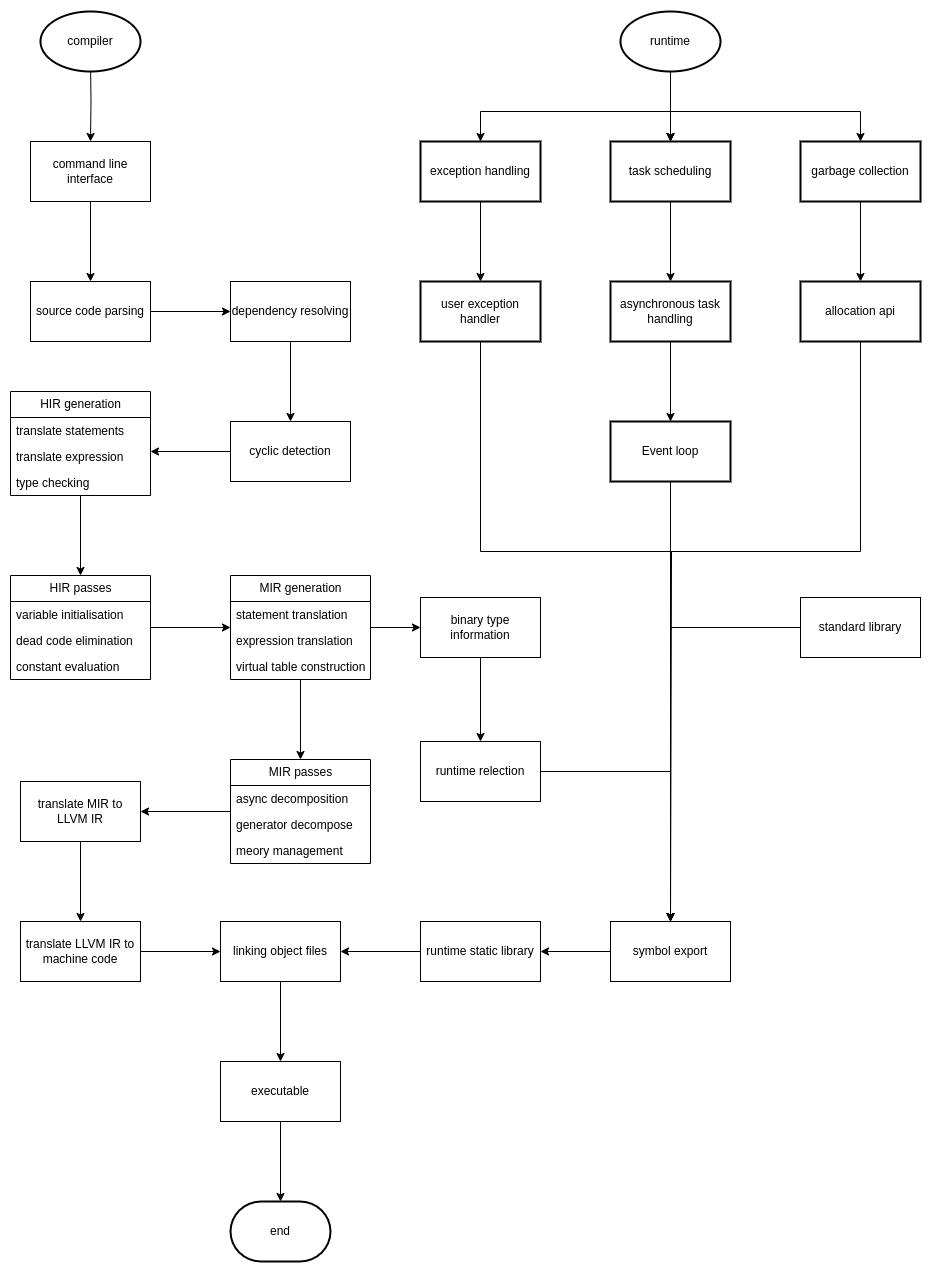 compiler
runtime
command line
interface
exception handling
task scheduling
garbage collection
source code parsing
dependency resolving
user exception
handler
asynchronous task
handling
allocation api
HIR generation
translate statements
translate expression
type checking
cyclic detection
Event loop
HIR passes
variable initialisation
dead code elimination
constant evaluation
MIR generation
statement translation
expression translation
virtual table construction
binary type
information
standard library
runtime relection
MIR passes
async decomposition
generator decompose
meory management
translate MIR to
LLVM IR
translate LLVM IR to
machine code
linking object files
runtime static library
symbol export
executable
end